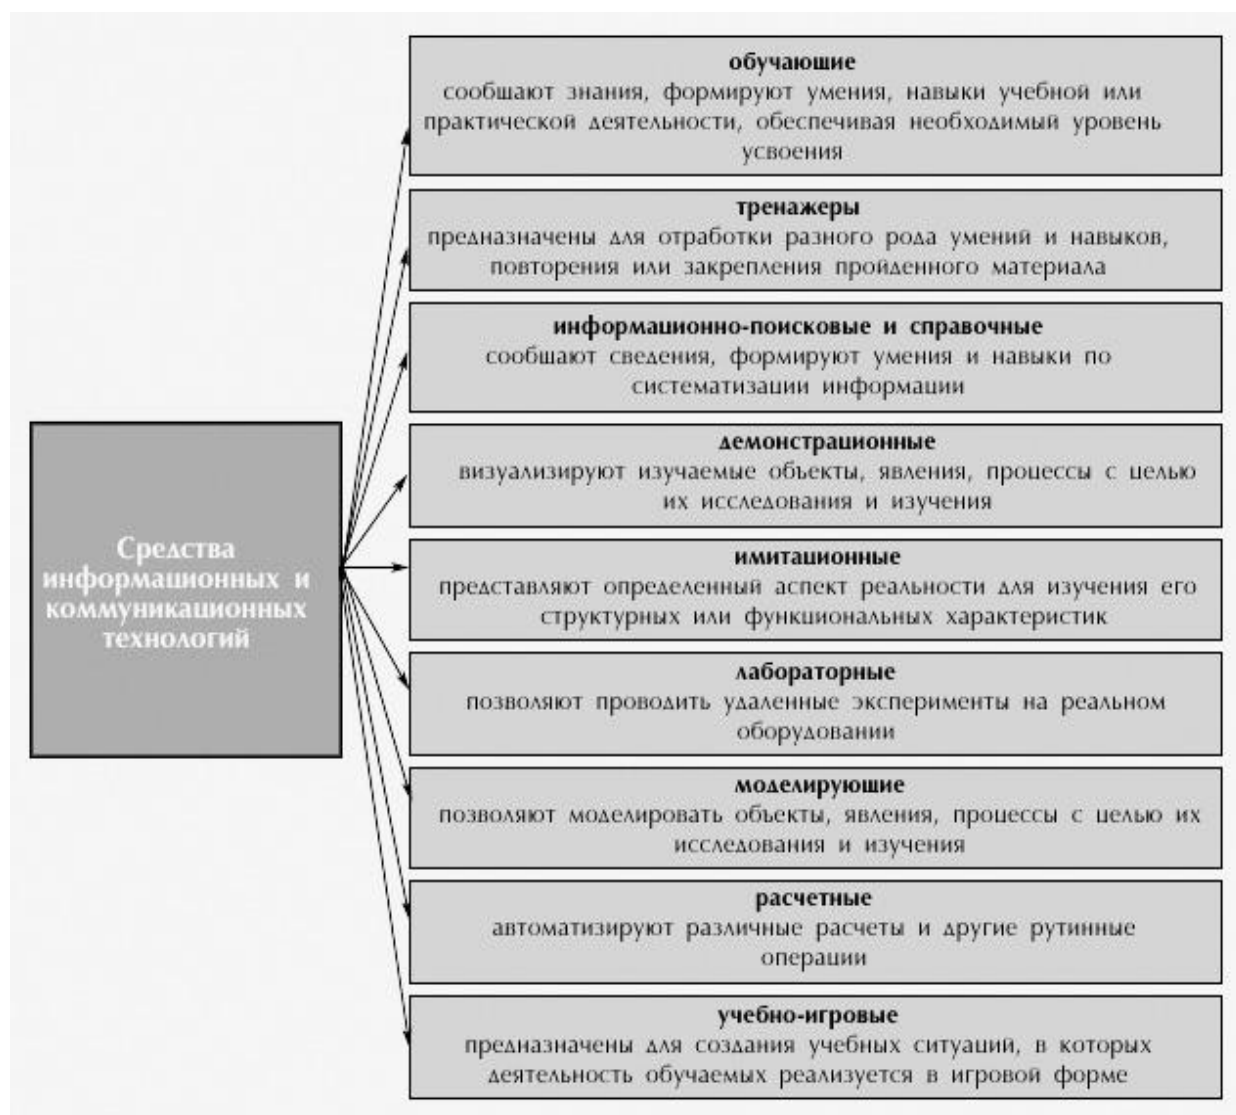 обучающие
сообщают знания, формируют умения, навыки учебной или
практической деятельности, обеспечивая необходимый уровень
усвоения
тренажеры
предназначены для отработки разного рода умений и навыков,
повторения или закрепления пройденного материала
информационно-поисковые и справочные
сообщают сведения, формируют умения и навыки по
систематизации информации
демонстрационные
визуализируют изучаемые объекты, явления, процессы с целью
их исследования и изучения
Средства
информационных и
коммуникационных
технологий
имитационные
представляют определенный аспект реальности для изучения его
структурных или функциональных характеристик
лабораторные
позволяют проводить удаленные эксперименты на реальном
оборудовании
моделирующие
позволяют моделировать объекты, явления, процессы с целью их
исследования и изучения
расчетные
автоматизируют различные расчеты и другие рутинные
операции
учебно-игровые
предназначены для создания учебных ситуаций, в которых
деятельность обучаемых реализуется в игровой форме